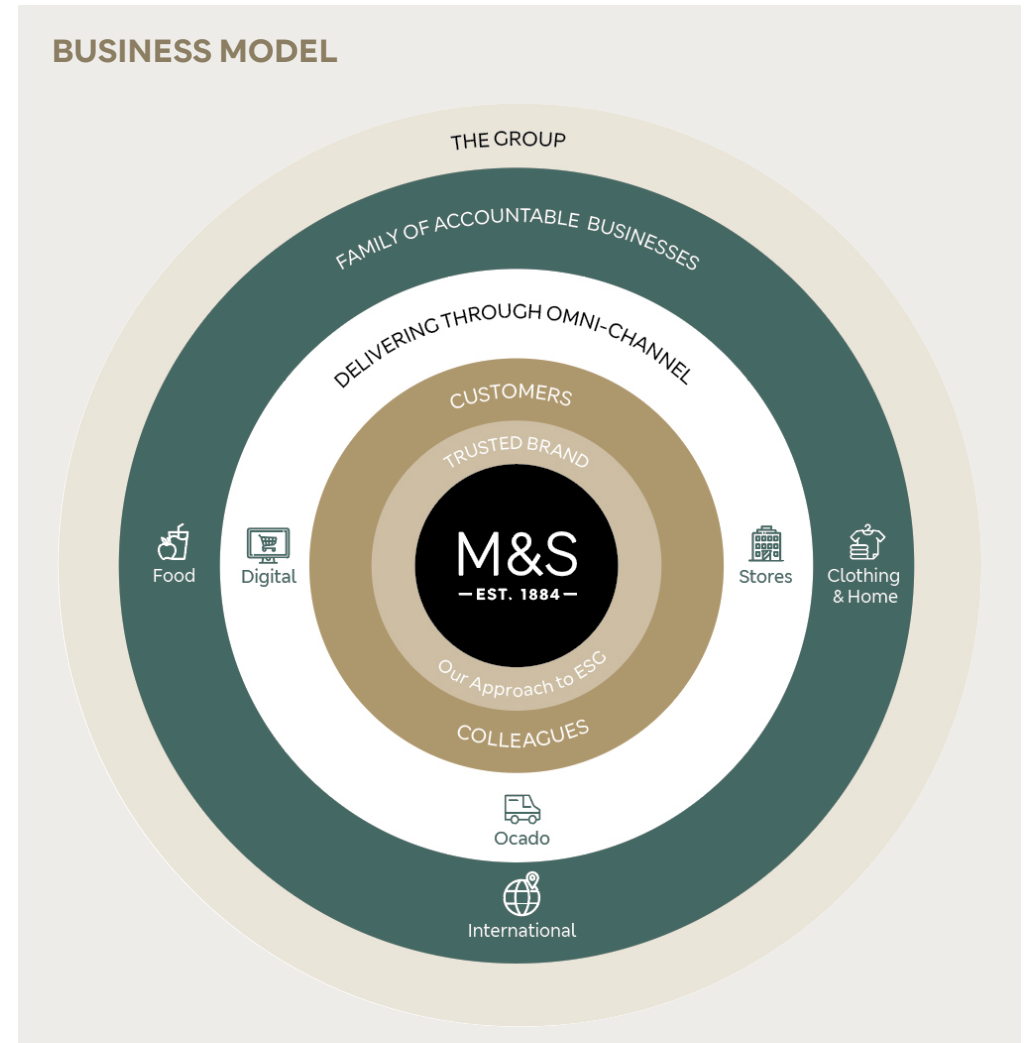 BUSINESS MODEL
THE GROUP
FAMILY OF ACCOUNTABLE BUSINESSES
DELIVERING THROUGH OMNI-CHANNEL
CUSTOMERS
TRUSTED BRAND
M&S
EST. 1884
Food
Digital
Stores
Clothing
& Home
Our Approach to ESG
COLLEAGUES
Ocado
International